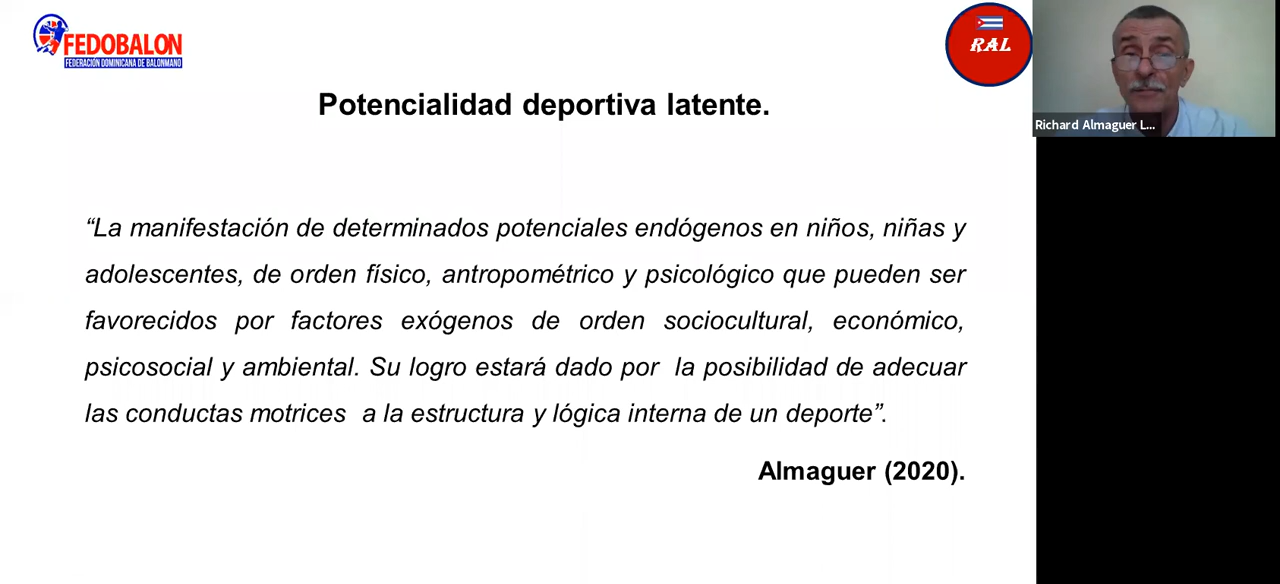 FEDOBALON
FEDERACIÓN DOMINICANA DE BALONMANO
RAL
Richard Almaguer L...
Potencialidad deportiva latente.
“La manifestación de determinados potenciales endógenos en niños, niñas y
adolescentes, de orden físico, antropométrico y psicológico que pueden ser
favorecidos por factores exógenos de orden sociocultural, económico,
psicosocial y ambiental. Su logro estará dado por  la posibilidad de adecuar
las conductas motrices  a la estructura y lógica interna de un deporte”.
Almaguer (2020).